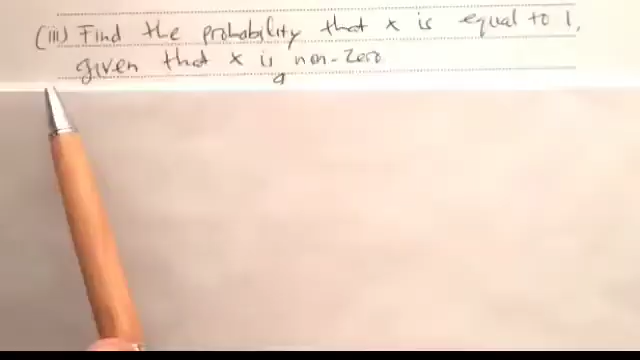 (iii) Find the probability that x is equal to 1,
given that x is non-zero
a